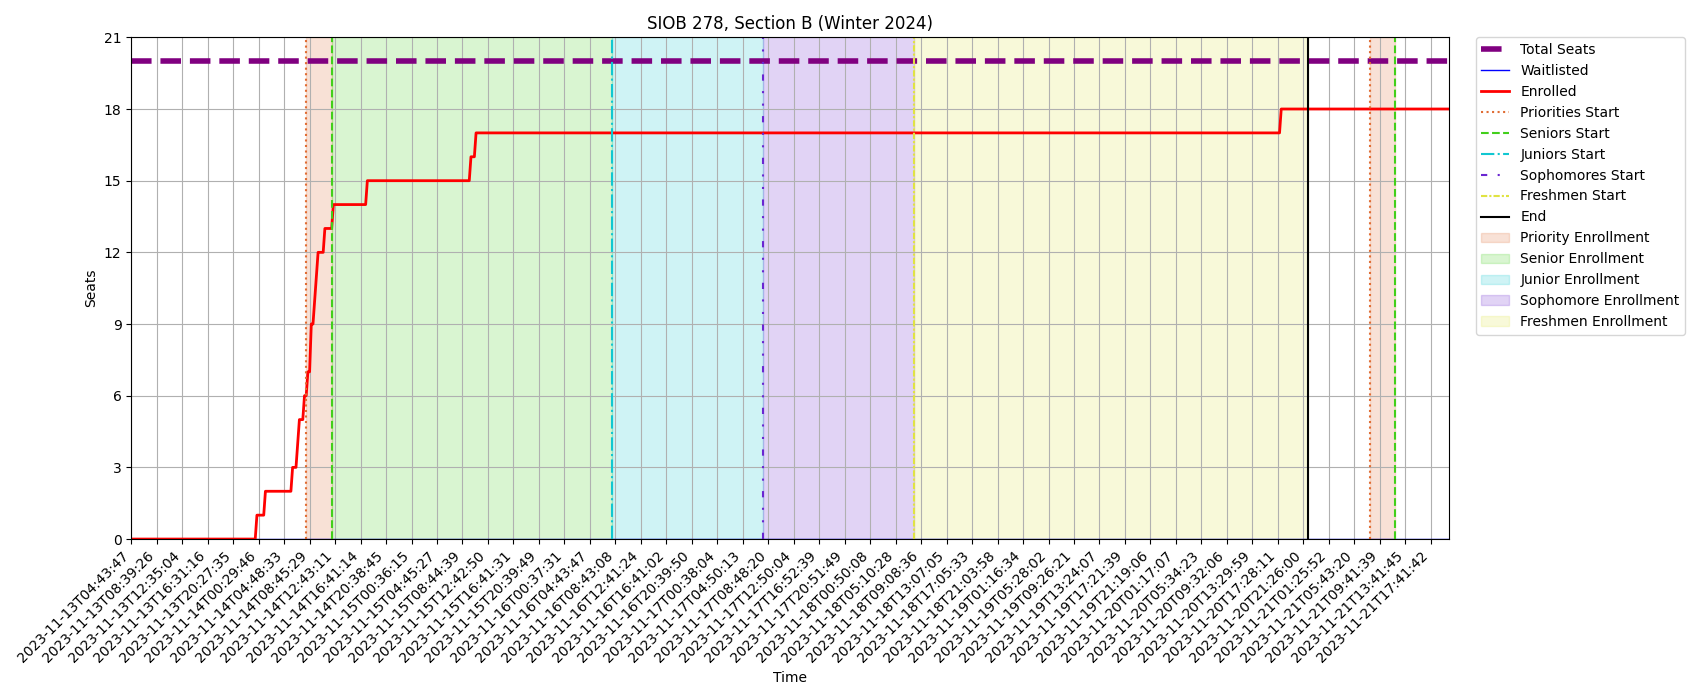 SIOB 278, Section B (Winter 2024)
Seats
21
18
15
12
9
6
3
0
2023-11-13T04:43:47
2023-11-13T08:39:26
2023-11-13T12:35:04
2023-11-13T16:31:16
2023-11-13T20:27:35
2023-11-14T00:29:46
2023-11-14T04:48:33
2023-11-14T08:45:29
2023-11-14T12:43:11
2023-11-14T16:41:14
2023-11-14T20:38:45
2023-11-15T00:36:15
2023-11-15T04:45:27
2023-11-15T08:44:39
2023-11-15T12:42:50
2023-11-15T16:41:31
2023-11-15T20:39:49
2023-11-16T00:37:31
2023-11-16T04:43:47
2023-11-16T08:43:08
2023-11-16T12:41:24
2023-11-16T16:41:02
2023-11-16T20:39:50
2023-11-17T00:38:04
2023-11-17T04:50:13
2023-11-17T08:48:20
2023-11-17T12:50:04
2023-11-17T16:52:39
2023-11-17T20:51:49
2023-11-18T00:50:08
2023-11-18T05:10:28
2023-11-18T09:08:36
2023-11-18T13:07:05
2023-11-18T17:05:33
2023-11-18T21:03:58
2023-11-19T01:16:34
2023-11-19T05:28:02
2023-11-19T09:26:21
2023-11-19T13:24:07
2023-11-19T17:21:39
2023-11-19T21:19:06
2023-11-20T01:17:07
2023-11-20T05:34:23
2023-11-20T09:32:06
2023-11-20T13:29:59
2023-11-20T17:28:11
2023-11-20T21:26:00
2023-11-21T01:25:52
2023-11-21T05:43:20
2023-11-21T09:41:39
2023-11-21T13:41:45
2023-11-21T17:41:42
Time
Total Seats
Waitlisted
Enrolled
Priorities Start
Seniors Start
Juniors Start
Sophomores Start
Freshmen Start
End
Priority Enrollment
Senior Enrollment
Junior Enrollment
Sophomore Enrollment
Freshmen Enrollment